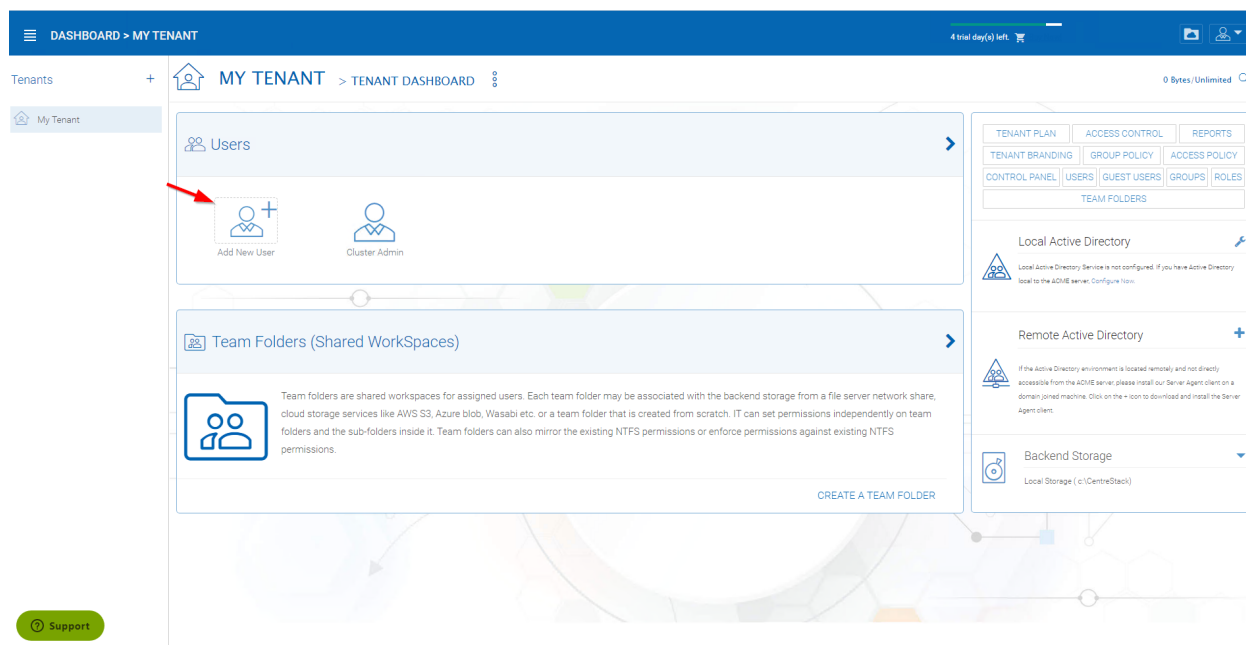 DASHBOARD > MY TENANT
4 trial day(s) left.
Tenants +
MY TENANT > TENANT DASHBOARD
0 Bytes/Unlimited
My Tenant
Users
Add New User
Cluster Admin
Team Folders (Shared WorkSpaces)
Team folders are shared workspaces for assigned users. Each team folder may be associated with the backend storage from a file server network share,
cloud storage services like AWS S3, Azure blob, Wasabi etc. or a team folder that is created from scratch. IT can set permissions independently on team
folders and the sub-folders inside it. Team folders can also mirror the existing NTFS permissions or enforce permissions against existing NTFS
permissions.
CREATE A TEAM FOLDER
TENANT PLAN ACCESS CONTROL REPORTS
TENANT BRANDING GROUP POLICY ACCESS POLICY
CONTROL PANEL USERS GUEST USERS GROUPS ROLES
TEAM FOLDERS
Local Active Directory
Local Active Directory Service is not configured. If you have Active Directory
local to the ACME server, Configure Now.
Remote Active Directory
If the Active Directory environment is located remotely and not directly
accessible from the ACME server, please install our Server Agent client on a
domain joined machine. Click on the + icon to download and install the Server
Agent client.
Backend Storage
Local Storage ( c:\CentreStack)
Support